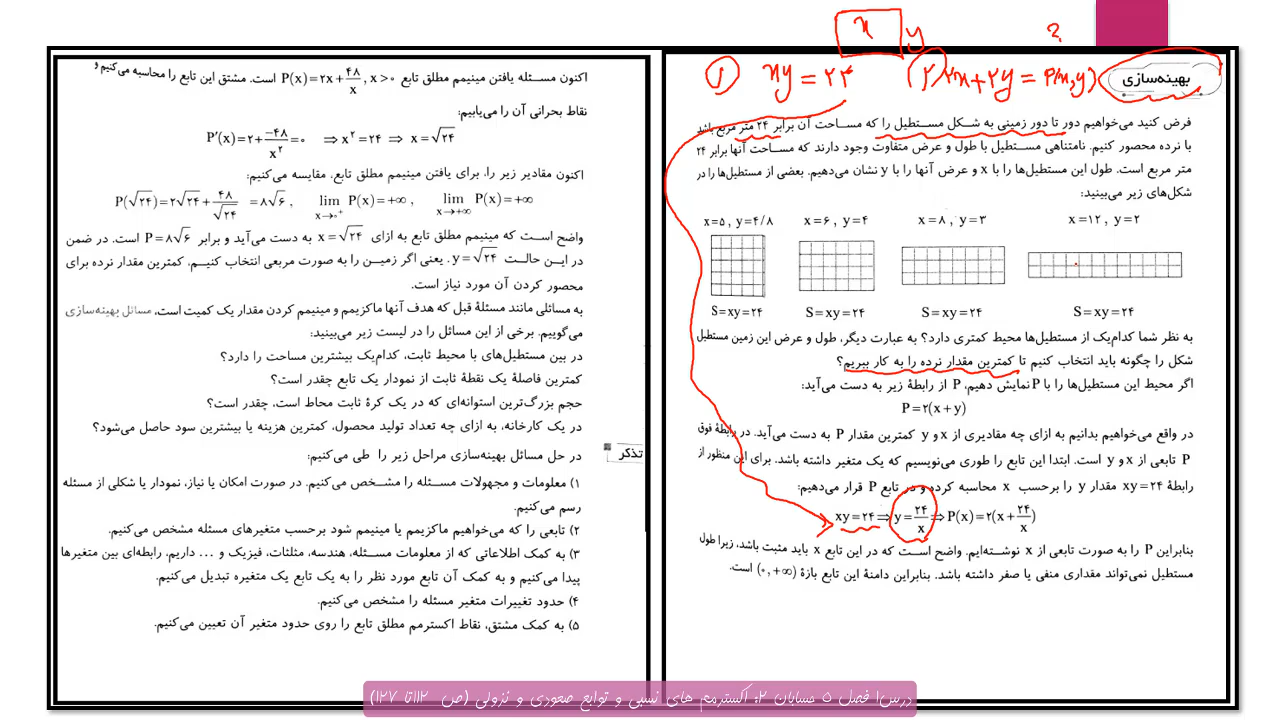 x
y
?
① xy = ۲۴
② ۲x + ۲y = P(x,y)
بهینه‌سازی
فرض کنید می‌خواهیم دور تا دور زمینی به شکل مستطیل را که مساحت آن برابر ۲۴ متر مربع باشد
با نرده محصور کنیم. نامتناهی مستطیل با طول و عرض متفاوت وجود دارند که مساحت آنها برابر ۲۴
متر مربع است. طول این مستطیل‌ها را با x و عرض آنها را با y نشان می‌دهیم. بعضی از مستطیل‌ها را در
شکل‌های زیر می‌بینید:
x=۱۲ , y=۲
x=۸ , y=۳
x=۶ , y=۴
x=۵ , y=۴/۸
S=xy=۲۴
S=xy=۲۴
S=xy=۲۴
S=xy=۲۴
به نظر شما کدام‌یک از مستطیل‌ها محیط کمتری دارد؟ به عبارت دیگر، طول و عرض این زمین مستطیل
شکل را چگونه باید انتخاب کنیم تا کمترین مقدار نرده را به کار ببریم؟
اگر محیط این مستطیل‌ها را با P نمایش دهیم، P از رابطهٔ زیر به دست می‌آید:
P=۲(x+y)
در واقع می‌خواهیم بدانیم به ازای چه مقادیری از x و y کمترین مقدار P به دست می‌آید. در رابطهٔ فوق
P تابعی از x و y است. ابتدا این تابع را طوری می‌نویسیم که یک متغیر داشته باشد. برای این منظور از
رابطهٔ xy=۲۴ مقدار y را برحسب x محاسبه کرده و در تابع P قرار می‌دهیم:
xy=۲۴ ⇒ y=۲۴/x ⇒ P(x)=۲(x+۲۴/x)
بنابراین P را به صورت تابعی از x نوشته‌ایم. واضح است که در این تابع x باید مثبت باشد، زیرا طول
مستطیل نمی‌تواند مقداری منفی یا صفر داشته باشد. بنابراین دامنهٔ این تابع بازهٔ (۰,+∞) است.
اکنون مسئله یافتن مینیمم مطلق تابع P(x)=۲x+۴۸/x , x>۰ است. مشتق این تابع را محاسبه می‌کنیم و
نقاط بحرانی آن را می‌یابیم:
P′(x)=۲+−۴۸/x²=۰ ⇒ x²=۲۴ ⇒ x=√۲۴
اکنون مقادیر زیر را، برای یافتن مینیمم مطلق تابع، مقایسه می‌کنیم:
P(√۲۴)=۲√۲۴+۴۸/√۲۴=۸√۶ , lim x→۰⁺ P(x)=+∞ , lim x→+∞ P(x)=+∞
واضح است که مینیمم مطلق تابع به ازای x=√۲۴ به دست می‌آید و برابر P=۸√۶ است. در ضمن
در این حالت y=√۲۴. یعنی اگر زمین را به صورت مربعی انتخاب کنیم، کمترین مقدار نرده برای
محصور کردن آن مورد نیاز است.
به مسائلی مانند مسئلهٔ قبل که هدف آنها ماکزیمم و مینیمم کردن مقدار یک کمیت است، مسائل بهینه‌سازی
می‌گوییم. برخی از این مسائل را در لیست زیر می‌بینید:
در بین مستطیل‌های با محیط ثابت، کدام‌یک بیشترین مساحت را دارد؟
کمترین فاصلهٔ یک نقطهٔ ثابت از نمودار یک تابع چقدر است؟
حجم بزرگ‌ترین استوانه‌ای که در یک کرهٔ ثابت محاط است، چقدر است؟
در یک کارخانه، به ازای چه تعداد تولید محصول، کمترین هزینه یا بیشترین سود حاصل می‌شود؟
تذکر
در حل مسائل بهینه‌سازی مراحل زیر را طی می‌کنیم:
۱) معلومات و مجهولات مسئله را مشخص می‌کنیم. در صورت امکان یا نیاز، نمودار یا شکلی از مسئله
رسم می‌کنیم.
۲) تابعی را که می‌خواهیم ماکزیمم یا مینیمم شود برحسب متغیرهای مسئله مشخص می‌کنیم.
۳) به کمک اطلاعاتی که از معلومات مسئله، هندسه، مثلثات، فیزیک و ... داریم، رابطه‌ای بین متغیرها
پیدا می‌کنیم و به کمک آن تابع مورد نظر را به یک تابع یک متغیره تبدیل می‌کنیم.
۴) حدود تغییرات متغیر مسئله را مشخص می‌کنیم.
۵) به کمک مشتق، نقاط اکسترمم مطلق تابع را روی حدود متغیر آن تعیین می‌کنیم.
درس۱ فصل ۵ حسابان ۲: اکسترمم های نسبی و توابع صعودی و نزولی (ص ۱۱۲ تا ۱۲۷)